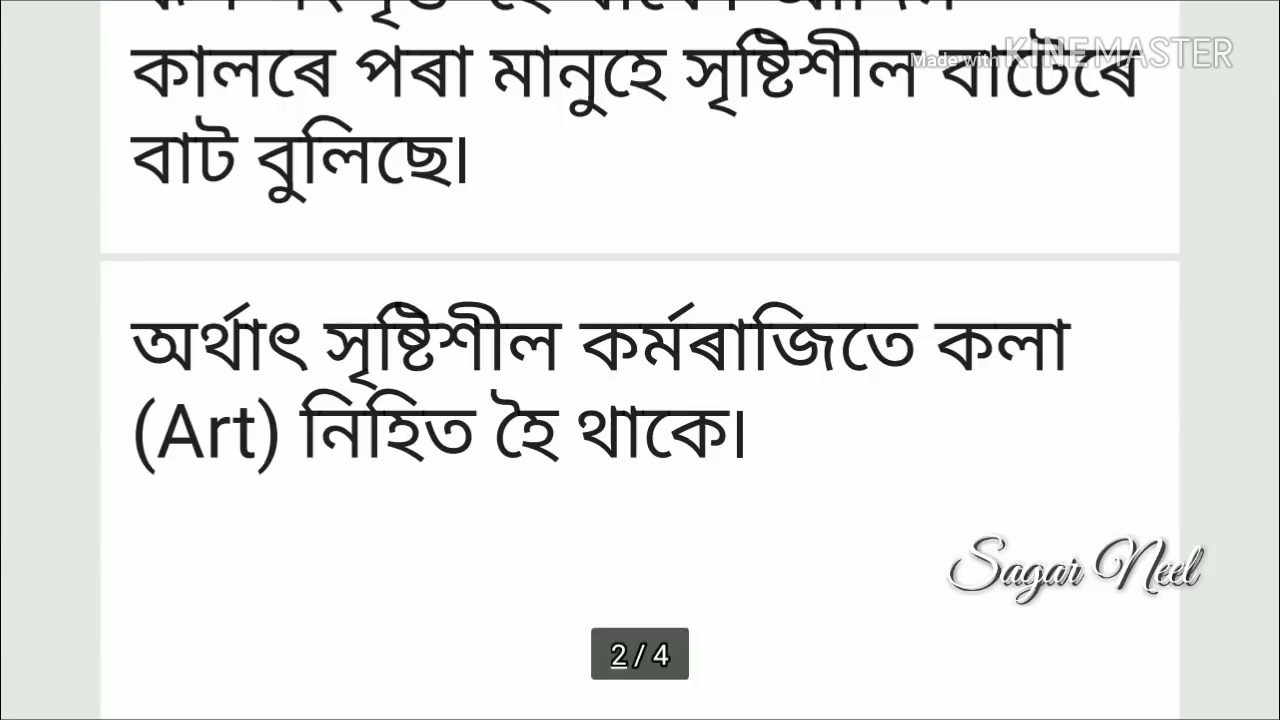 কালৰে পৰা মানুহে সৃষ্টিশীল বাটেৰে
Made with KINEMASTER
বাট বুলিছে।
অৰ্থাৎ সৃষ্টিশীল কৰ্মৰাজিতে কলা
(Art) নিহিত হৈ থাকে।
Sagar Neel
2 / 4